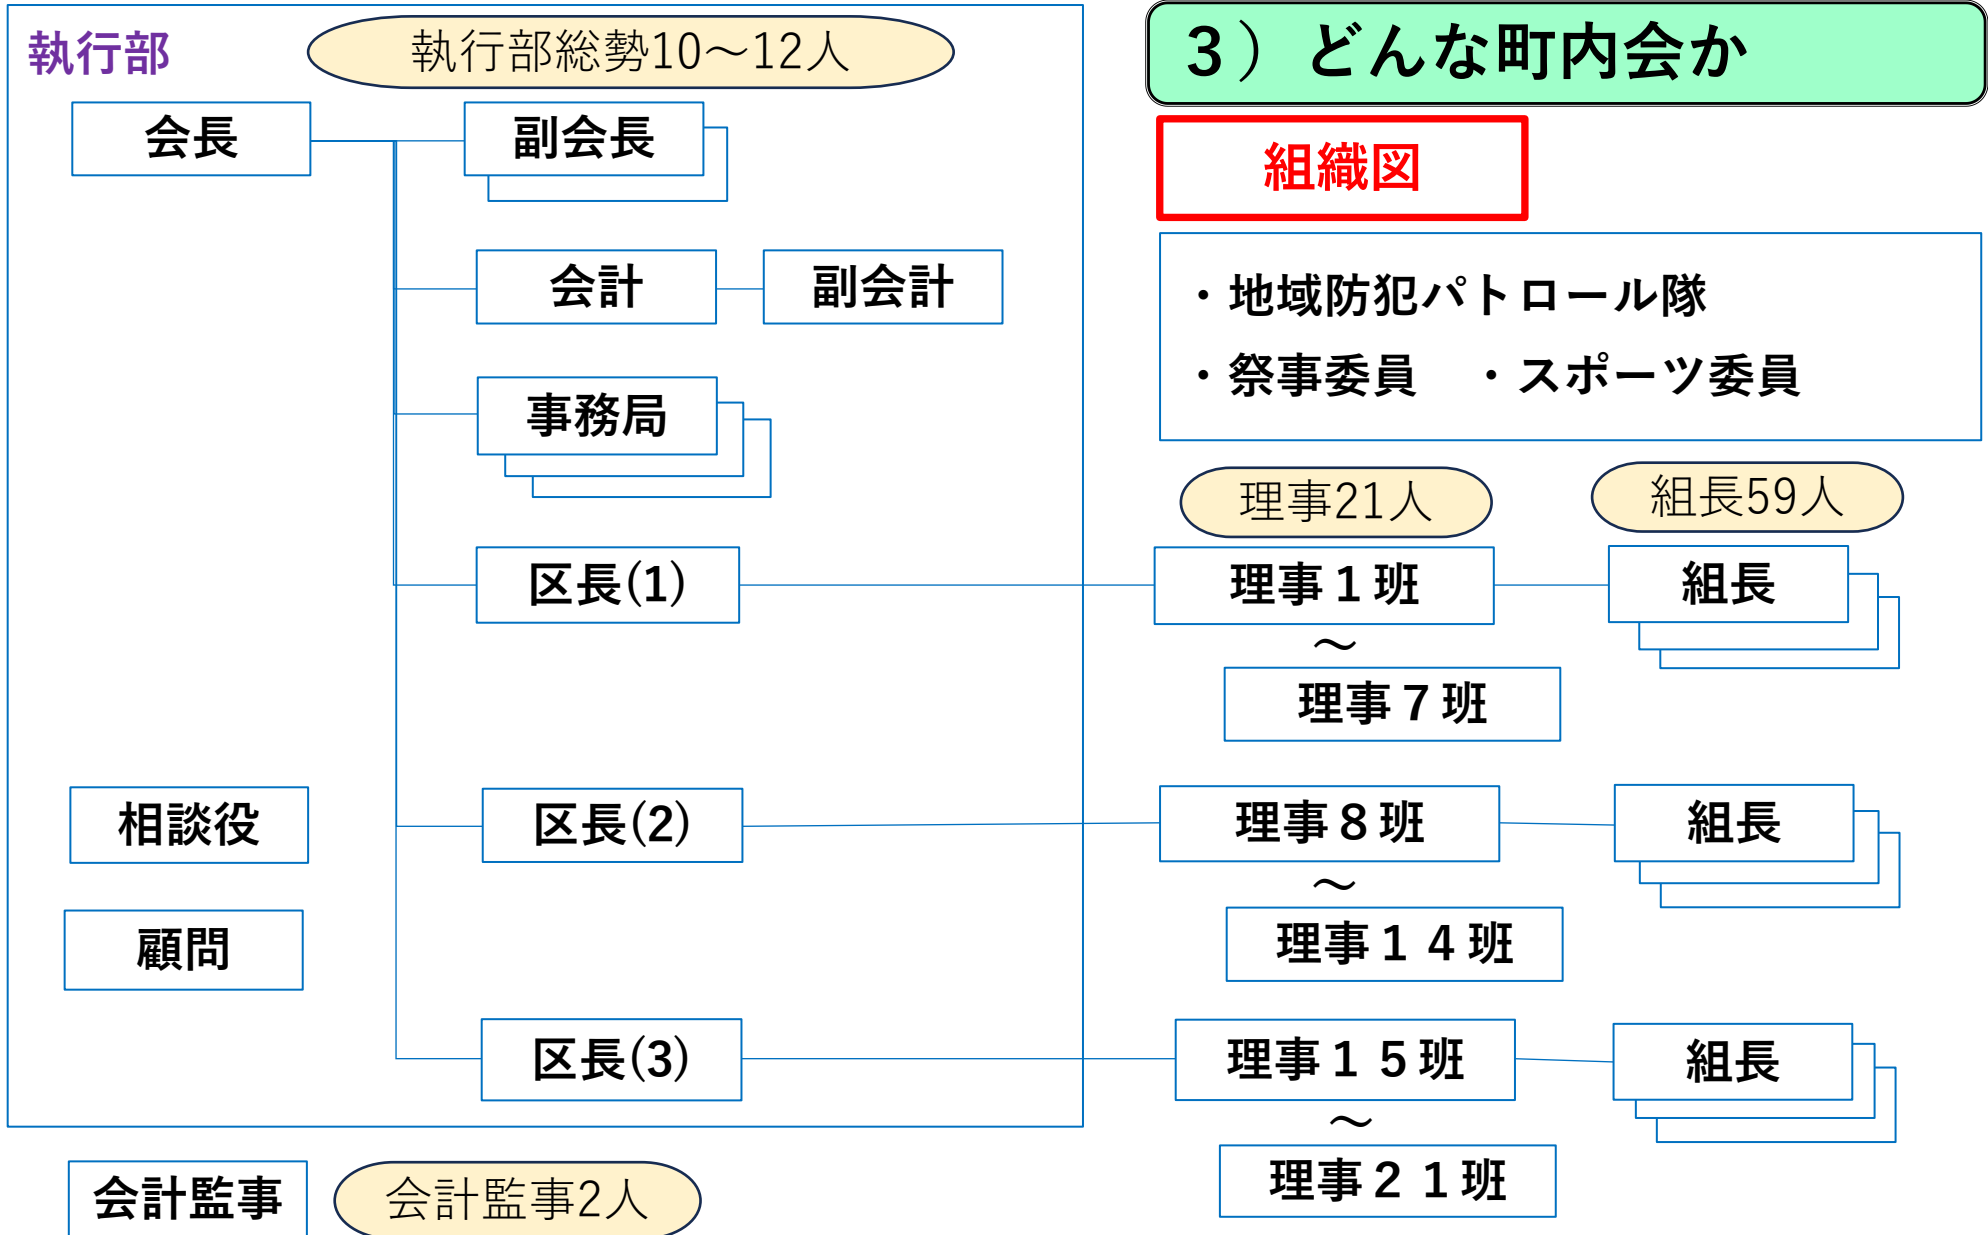 執行部
執行部総勢10～12人
会長
副会長
会計
副会計
事務局
区長(1)
区長(2)
区長(3)
相談役
顧問
会計監事
会計監事2人
３）どんな町内会か
組織図
・地域防犯パトロール隊
・祭事委員　・スポーツ委員
理事21人
組長59人
理事１班
組長
～
理事７班
理事８班
組長
～
理事１４班
理事１５班
組長
～
理事２１班